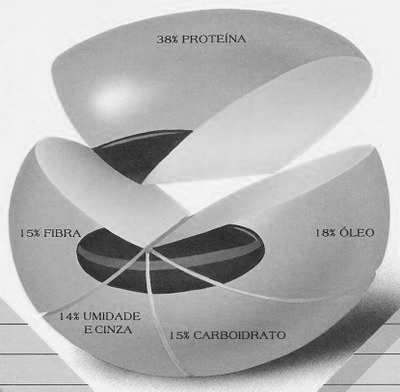 38% PROTEÍNA
15% FIBRA
18% ÓLEO
14% UMIDADE
E CINZA
15% CARBOIDRATO